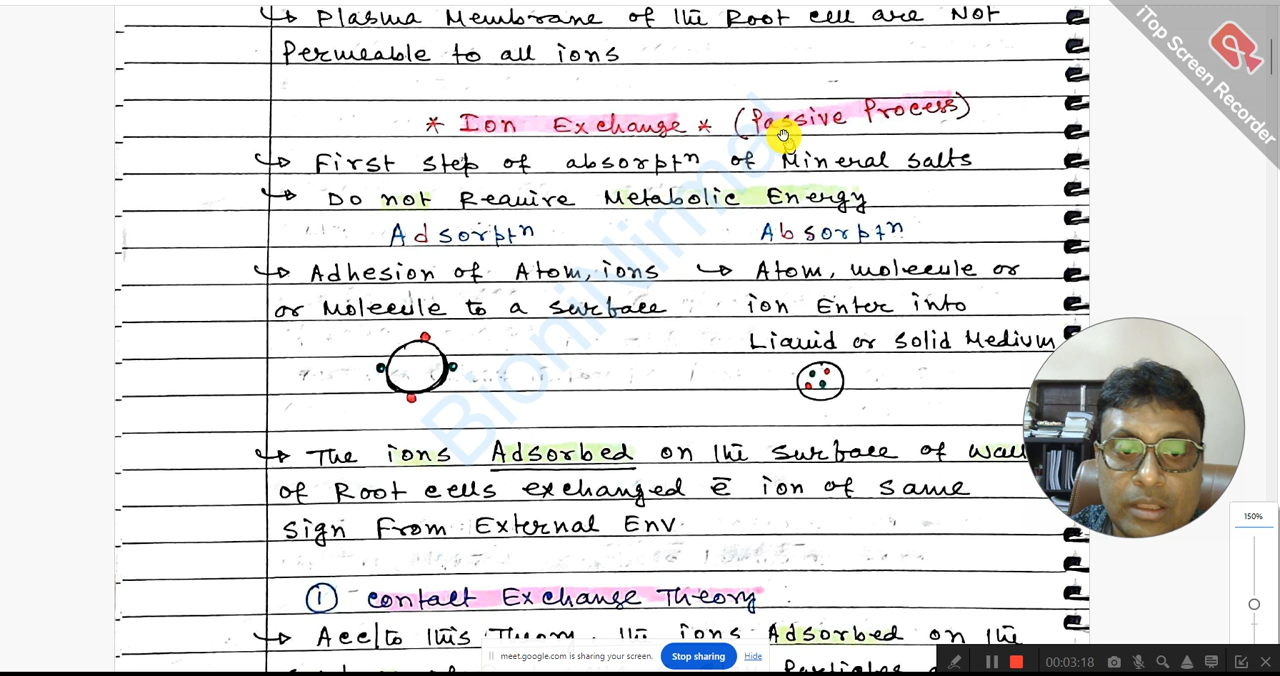 ↳ Plasma Membrane of the Root cell are Not
Permeable to all ions
* Ion Exchange * (Passive Process)
↳ First step of absorptⁿ of Mineral salts
↳ Do not Require Metabolic Energy
Adsorptⁿ
Absorptⁿ
↳ Adhesion of Atom, ions
or Molecule to a surface
↳ Atom, molecule or
ion Enter into
Liquid or solid Medium
↳ The ions Adsorbed on the surface of wall
of Root cells exchanged c̄ ion of same
sign From External Env.
① Contact Exchange Theory
↳ Acc/to this Theory, the ions Adsorbed on the
Particles
BioniNirmal
iTop Screen Recorder
150%
meet.google.com is sharing your screen.
Stop sharing
Hide
00:03:18